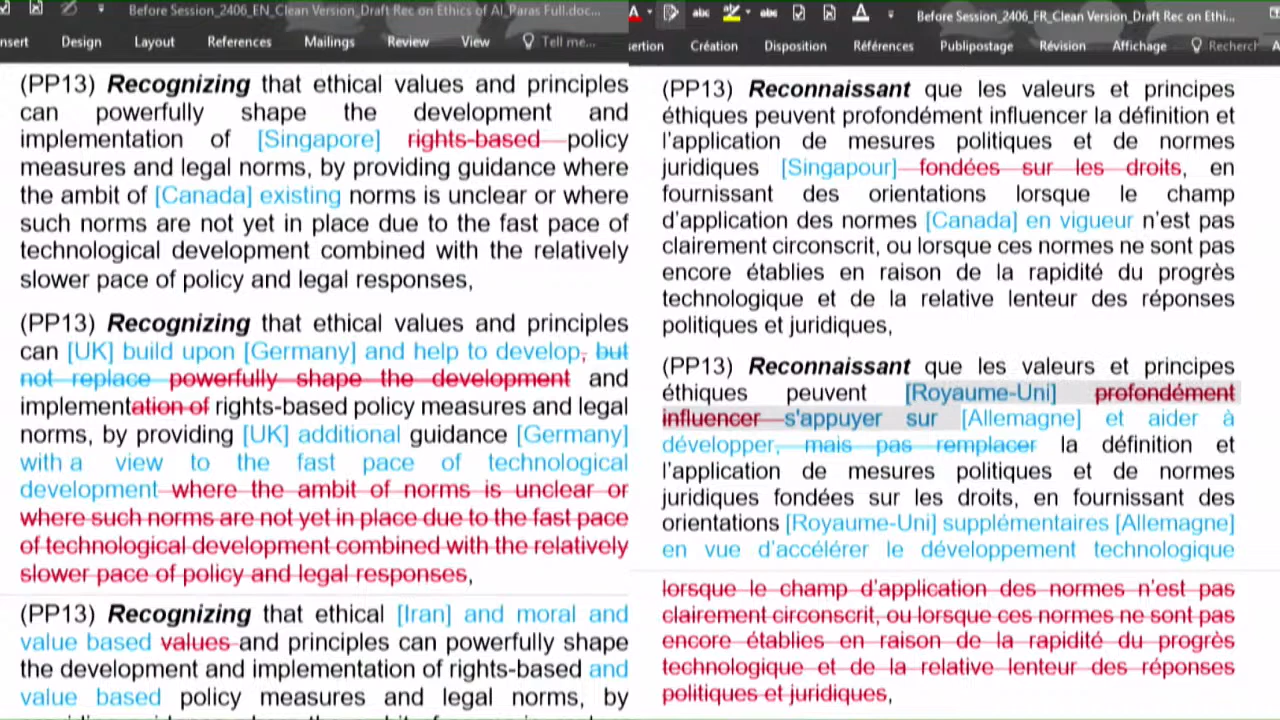 Before Session_2406_EN_Clean Version_Draft Rec on Ethics of AI_Paras Full.doc...
nsert Design Layout References Mailings Review View Tell me...
(PP13) Recognizing that ethical values and principles
can powerfully shape the development and
implementation of [Singapore] rights-based policy
measures and legal norms, by providing guidance where
the ambit of [Canada] existing norms is unclear or where
such norms are not yet in place due to the fast pace of
technological development combined with the relatively
slower pace of policy and legal responses,
(PP13) Recognizing that ethical values and principles
can [UK] build upon [Germany] and help to develop, but
not replace powerfully shape the development and
implementation of rights-based policy measures and legal
norms, by providing [UK] additional guidance [Germany]
with a view to the fast pace of technological
development where the ambit of norms is unclear or
where such norms are not yet in place due to the fast pace
of technological development combined with the relatively
slower pace of policy and legal responses,
(PP13) Recognizing that ethical [Iran] and moral and
value based values and principles can powerfully shape
the development and implementation of rights-based and
value based policy measures and legal norms, by
Before Session_2406_FR_Clean Version_Draft Rec on Ethi...
sertion Création Disposition Références Publipostage Révision Affichage Recherch
(PP13) Reconnaissant que les valeurs et principes
éthiques peuvent profondément influencer la définition et
l'application de mesures politiques et de normes
juridiques [Singapour] fondées sur les droits, en
fournissant des orientations lorsque le champ
d'application des normes [Canada] en vigueur n'est pas
clairement circonscrit, ou lorsque ces normes ne sont pas
encore établies en raison de la rapidité du progrès
technologique et de la relative lenteur des réponses
politiques et juridiques,
(PP13) Reconnaissant que les valeurs et principes
éthiques peuvent [Royaume-Uni] profondément
influencer s'appuyer sur [Allemagne] et aider à
développer, mais pas remplacer la définition et
l'application de mesures politiques et de normes
juridiques fondées sur les droits, en fournissant des
orientations [Royaume-Uni] supplémentaires [Allemagne]
en vue d'accélérer le développement technologique
lorsque le champ d'application des normes n'est pas
clairement circonscrit, ou lorsque ces normes ne sont pas
encore établies en raison de la rapidité du progrès
technologique et de la relative lenteur des réponses
politiques et juridiques,